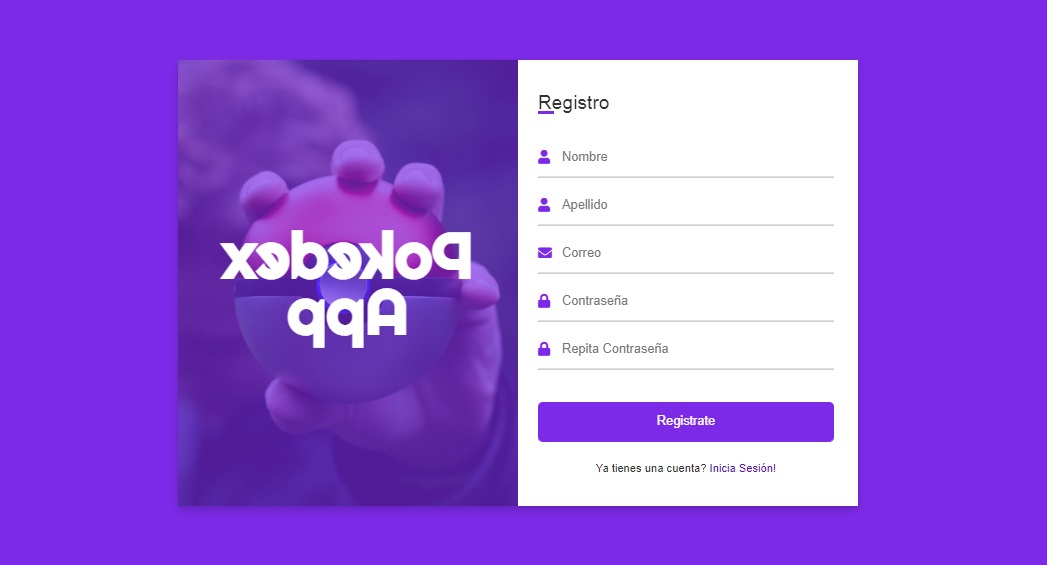 Pokedex
App
Registro
Nombre
Apellido
Correo
Contraseña
Repita Contraseña
Registrate
Ya tienes una cuenta? Inicia Sesión!